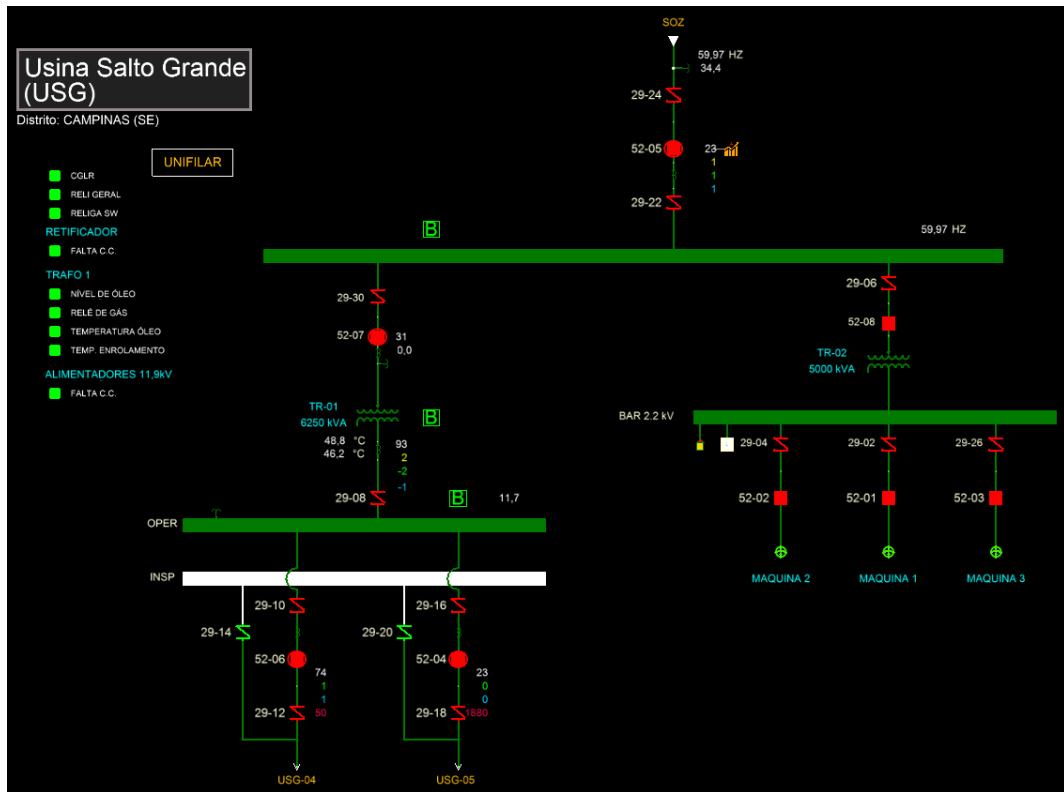 SOZ
Usina Salto Grande
(USG)
Distrito: CAMPINAS (SE)
59,97 HZ
34,4
29-24
52-05
23
1
1
1
29-22
UNIFILAR
CGLR
RELI GERAL
RELIGA SW
RETIFICADOR
FALTA C.C.
TRAFO 1
NÍVEL DE ÓLEO
RELÉ DE GÁS
TEMPERATURA ÓLEO
TEMP. ENROLAMENTO
ALIMENTADORES 11,9kV
FALTA C.C.
B
59,97 HZ
29-30
52-07
31
0,0
TR-01
6250 kVA
B
48,8 °C
46,2 °C
93
2
-2
-1
29-08
B
11,7
29-06
52-08
TR-02
5000 kVA
BAR 2.2 kV
29-04
29-02
29-26
52-02
52-01
52-03
MAQUINA 2
MAQUINA 1
MAQUINA 3
OPER
INSP
29-10
29-16
29-14
29-20
52-06
74
1
1
50
52-04
23
0
0
1880
29-12
29-18
USG-04
USG-05